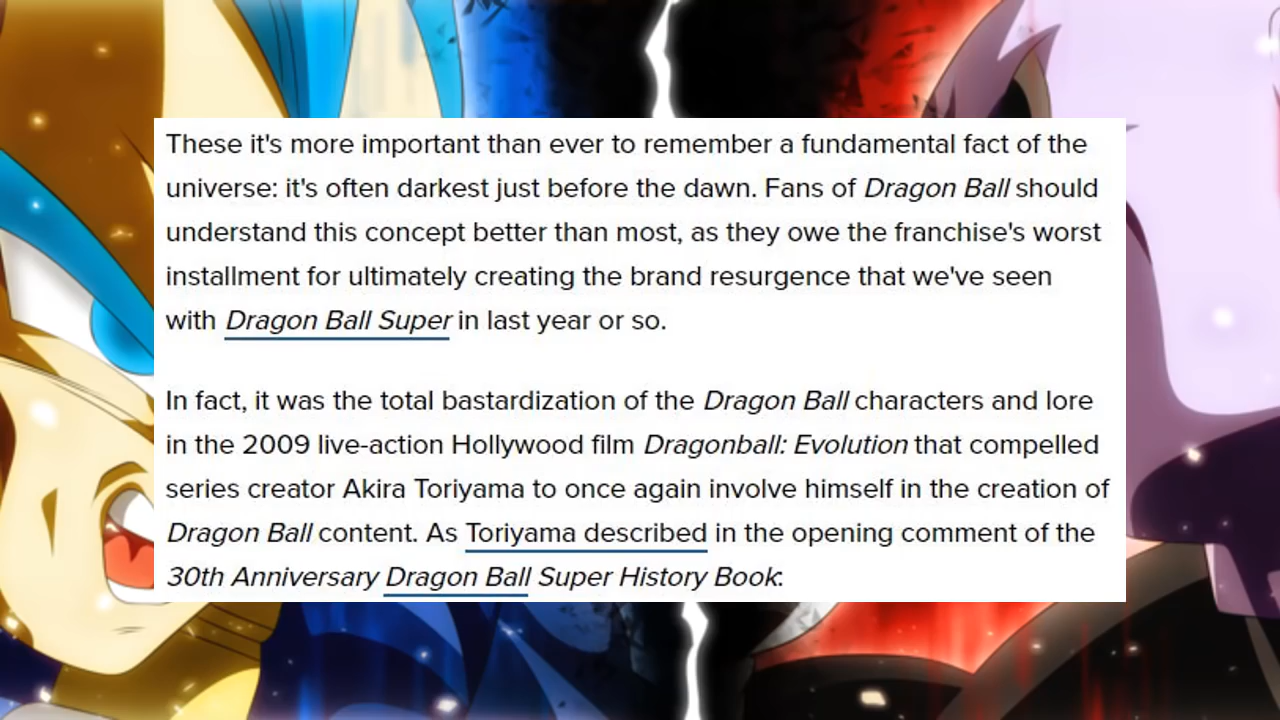 These it's more important than ever to remember a fundamental fact of the
universe: it's often darkest just before the dawn. Fans of Dragon Ball should
understand this concept better than most, as they owe the franchise's worst
installment for ultimately creating the brand resurgence that we've seen
with Dragon Ball Super in last year or so.
In fact, it was the total bastardization of the Dragon Ball characters and lore
in the 2009 live-action Hollywood film Dragonball: Evolution that compelled
series creator Akira Toriyama to once again involve himself in the creation of
Dragon Ball content. As Toriyama described in the opening comment of the
30th Anniversary Dragon Ball Super History Book: